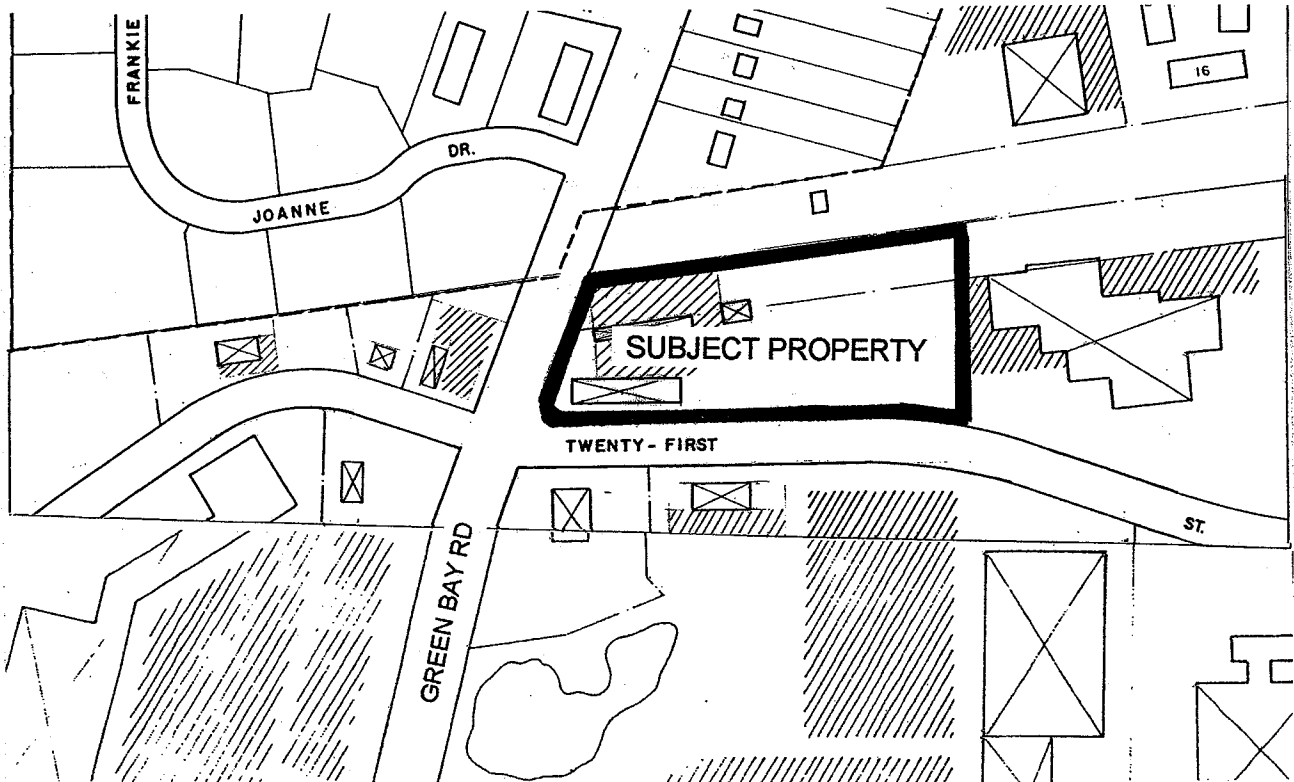 FRANKIE
16
DR.
JOANNE
SUBJECT PROPERTY
TWENTY - FIRST
ST.
GREEN BAY RD